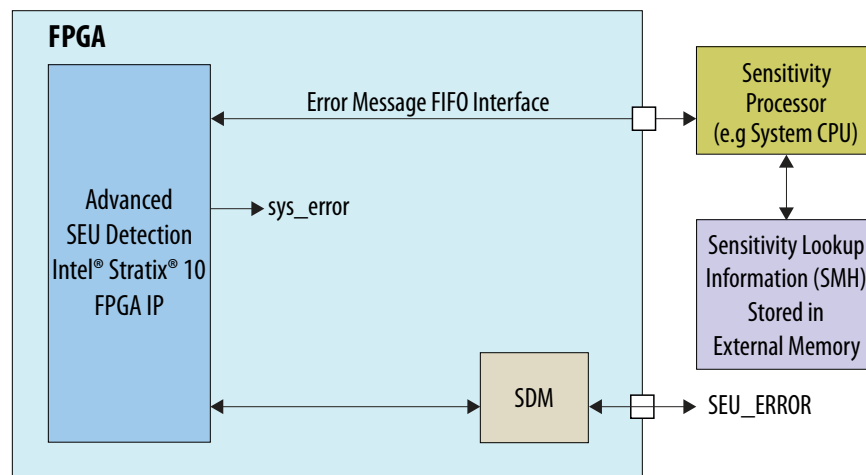 FPGA
Error Message FIFO Interface
Sensitivity
Processor
(e.g System CPU)
Advanced
SEU Detection
Intel® Stratix® 10
FPGA IP
sys_error
Sensitivity Lookup
Information (SMH)
Stored in
External Memory
SDM
SEU_ERROR